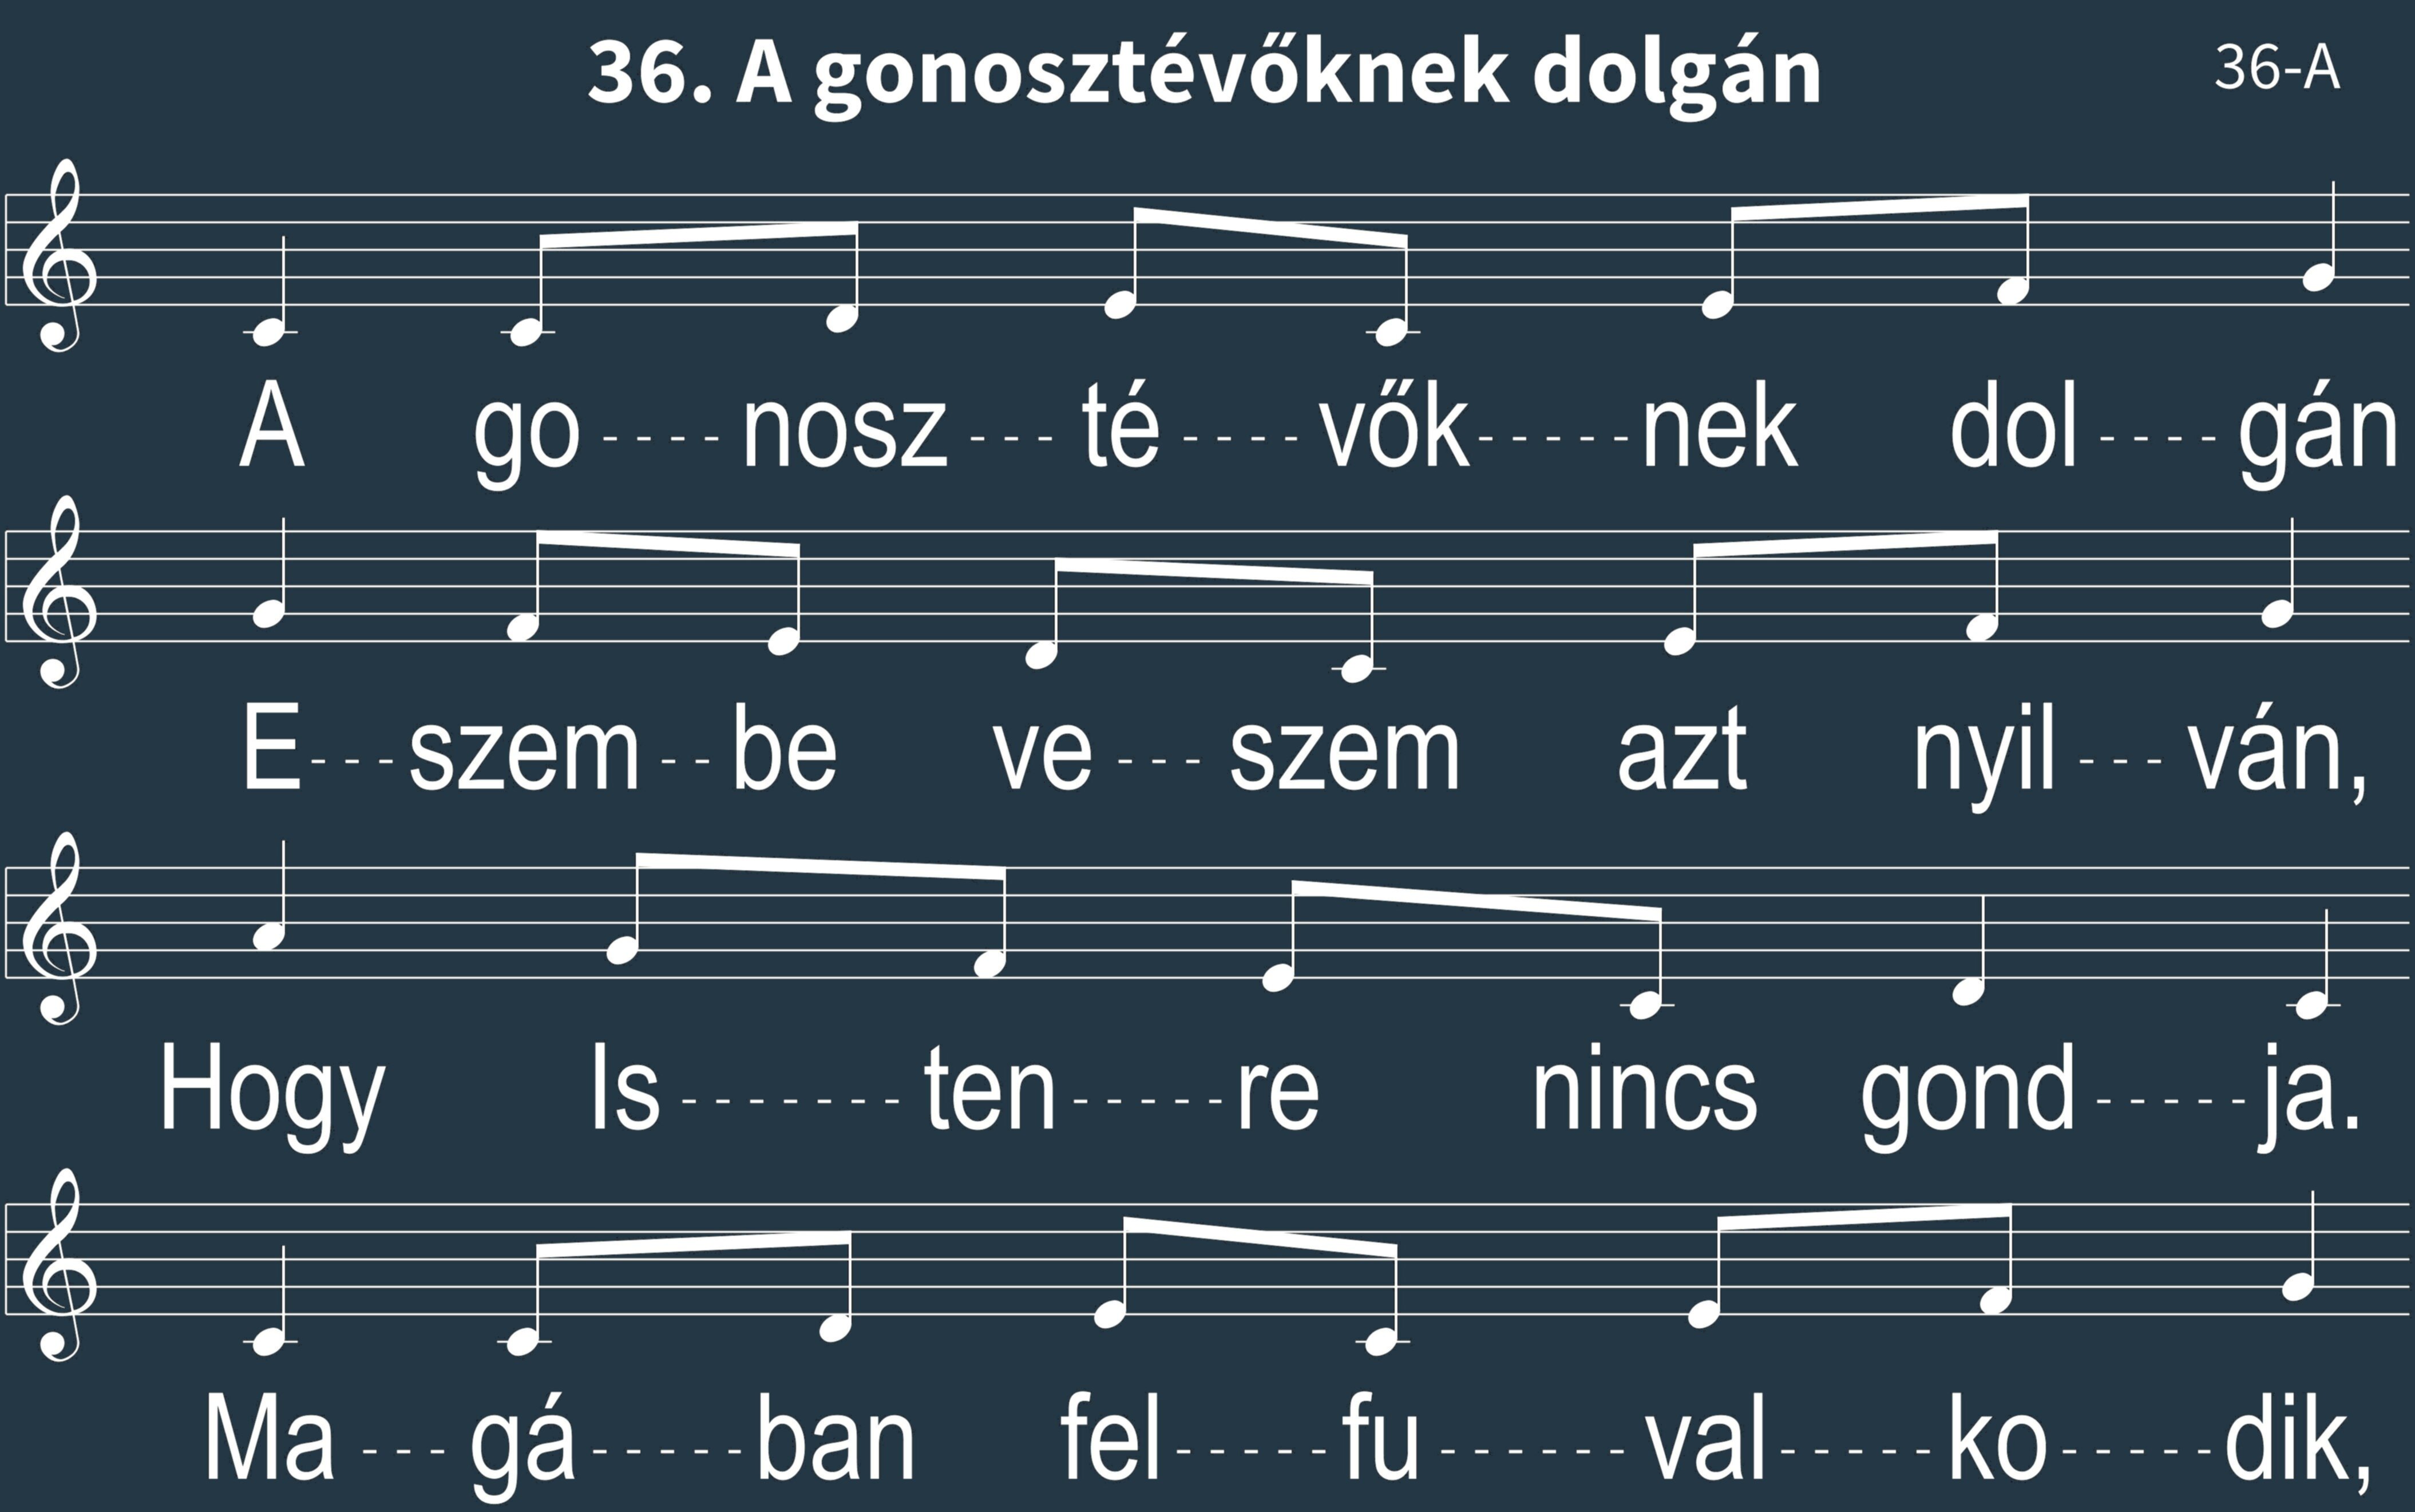 36. A gonosztévőknek dolgán
36-A
A go----nosz---té----vők-----nek dol----gán
E---szem--be ve---szem azt nyil---ván,
Hogy Is-------ten-----re nincs gond-----ja.
Ma---gá-----ban fel-----fu------val-----ko-----dik,